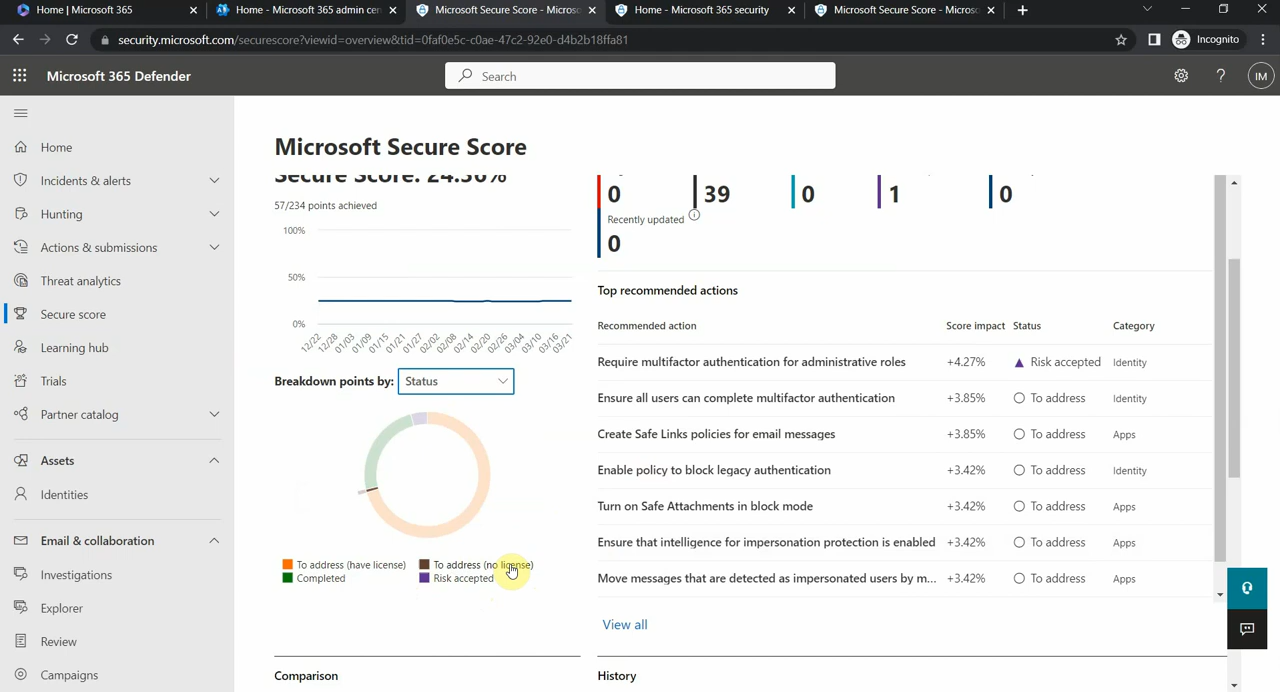 Home | Microsoft 365
Home - Microsoft 365 admin cen
Microsoft Secure Score - Microso
Home - Microsoft 365 security
Microsoft Secure Score - Microso
security.microsoft.com/securescore?viewid=overview&tid=0faf0e5c-c0ae-47c2-92e0-d4b2b18ffa81
Incognito
Microsoft 365 Defender
Search
IM
Home
Incidents & alerts
Hunting
Actions & submissions
Threat analytics
Secure score
Learning hub
Trials
Partner catalog
Assets
Identities
Email & collaboration
Investigations
Explorer
Review
Campaigns
Microsoft Secure Score
Secure Score: 24.36%
57/234 points achieved
100%
50%
0%
12/22 12/28 01/03 01/09 01/15 01/21 01/27 02/02 02/08 02/14 02/20 02/26 03/04 03/10 03/16 03/21
Breakdown points by: Status
To address (have license)
To address (no license)
Completed
Risk accepted
0 39 0 1 0
Recently updated
0
Top recommended actions
Recommended action Score impact Status Category
Require multifactor authentication for administrative roles +4.27% Risk accepted Identity
Ensure all users can complete multifactor authentication +3.85% To address Identity
Create Safe Links policies for email messages +3.85% To address Apps
Enable policy to block legacy authentication +3.42% To address Identity
Turn on Safe Attachments in block mode +3.42% To address Apps
Ensure that intelligence for impersonation protection is enabled +3.42% To address Apps
Move messages that are detected as impersonated users by m... +3.42% To address Apps
View all
Comparison
History